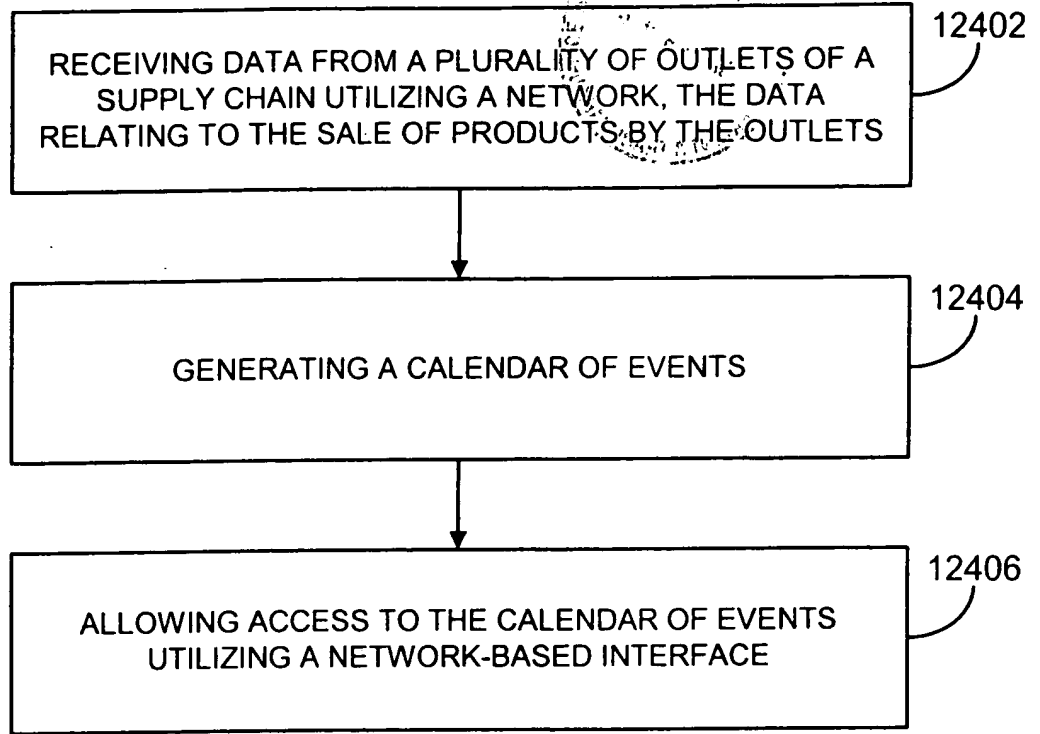 12402
RECEIVING DATA FROM A PLURALITY OF OUTLETS OF A
SUPPLY CHAIN UTILIZING A NETWORK, THE DATA
RELATING TO THE SALE OF PRODUCTS BY THE OUTLETS
12404
GENERATING A CALENDAR OF EVENTS
12406
ALLOWING ACCESS TO THE CALENDAR OF EVENTS
UTILIZING A NETWORK-BASED INTERFACE